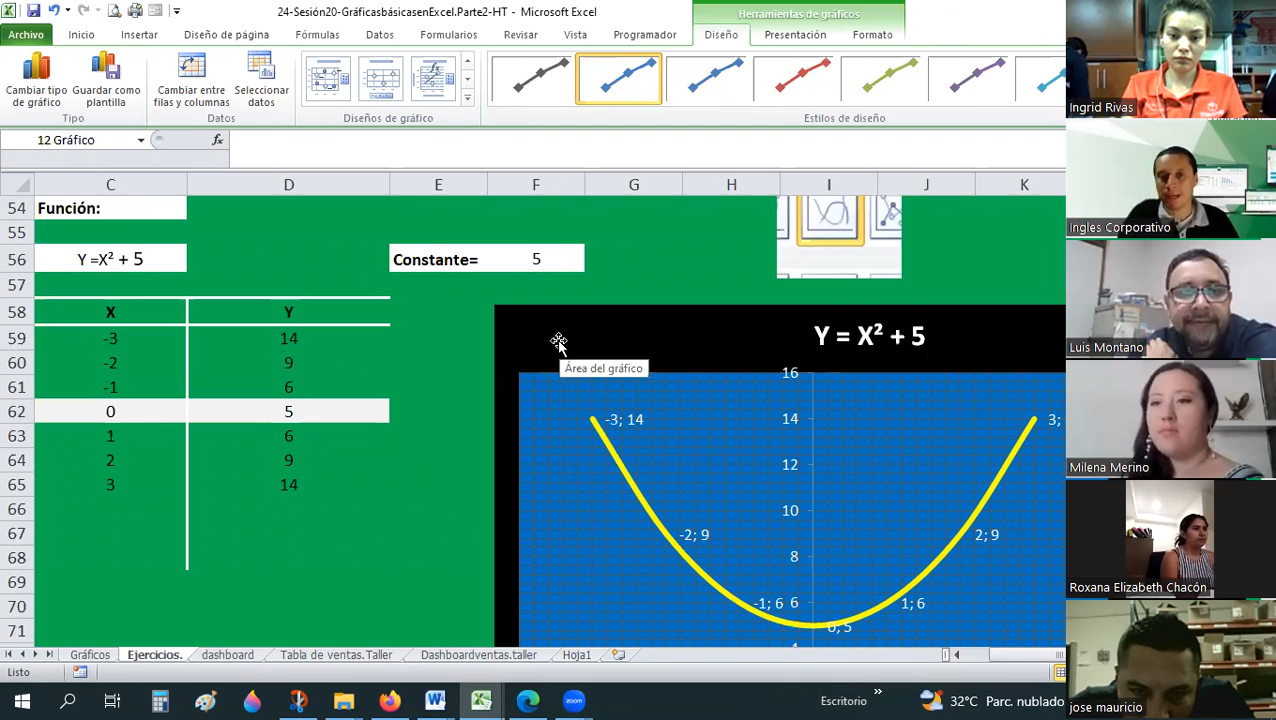 24-Sesión20-GráficasbásicasenExcel.Parte2-HT - Microsoft Excel
Herramientas de gráficos
Archivo Inicio Insertar Diseño de página Fórmulas Datos Formularios Revisar Vista Programador Diseño Presentación Formato
Cambiar tipo de gráfico
Guardar como plantilla
Cambiar entre filas y columnas
Seleccionar datos
Tipo Datos Diseños de gráfico Estilos de diseño
12 Gráfico fx
C D E F G H I J K
54 Función:
55
56 Y =X² + 5 Constante= 5
57
58 X Y
59 -3 14
60 -2 9
61 -1 6
62 0 5
63 1 6
64 2 9
65 3 14
66
67
69
70
71
Y = X² + 5
Área del gráfico
16
14
12
10
8
6
4
-3; 14
-2; 9
-1; 6
0; 5
1; 6
2; 9
3;
Gráficos Ejercicios. dashboard Tabla de ventas.Taller Dashboardventas.taller Hoja1
Listo
zoom
Escritorio » 32°C Parc. nublado
Ingrid Rivas
Ingles Corporativo
Luis Montano
Milena Merino
Roxana Elizabeth Chacón
jose mauricio